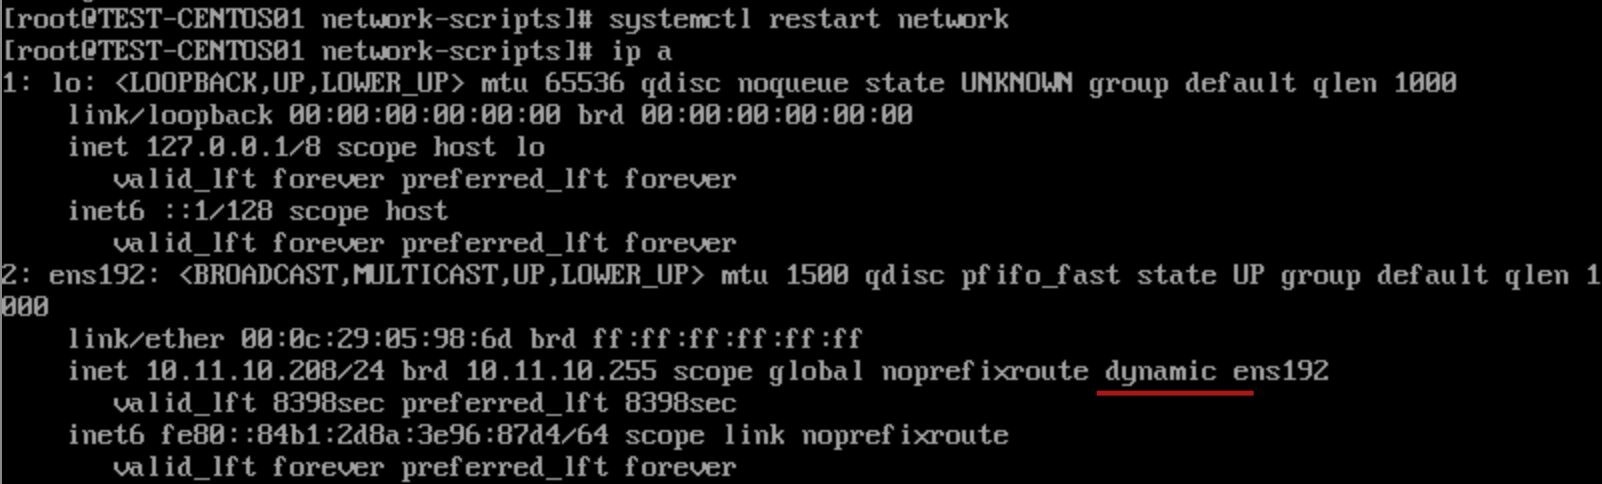 [root@TEST-CENTOS01 network-scripts]# systemctl restart network
[root@TEST-CENTOS01 network-scripts]# ip a
1: lo: <LOOPBACK,UP,LOWER_UP> mtu 65536 qdisc noqueue state UNKNOWN group default qlen 1000
    link/loopback 00:00:00:00:00:00 brd 00:00:00:00:00:00
    inet 127.0.0.1/8 scope host lo
       valid_lft forever preferred_lft forever
    inet6 ::1/128 scope host
       valid_lft forever preferred_lft forever
2: ens192: <BROADCAST,MULTICAST,UP,LOWER_UP> mtu 1500 qdisc pfifo_fast state UP group default qlen 1
000
    link/ether 00:0c:29:05:98:6d brd ff:ff:ff:ff:ff:ff
    inet 10.11.10.208/24 brd 10.11.10.255 scope global noprefixroute dynamic ens192
       valid_lft 8398sec preferred_lft 8398sec
    inet6 fe80::84b1:2d8a:3e96:87d4/64 scope link noprefixroute
       valid_lft forever preferred_lft forever